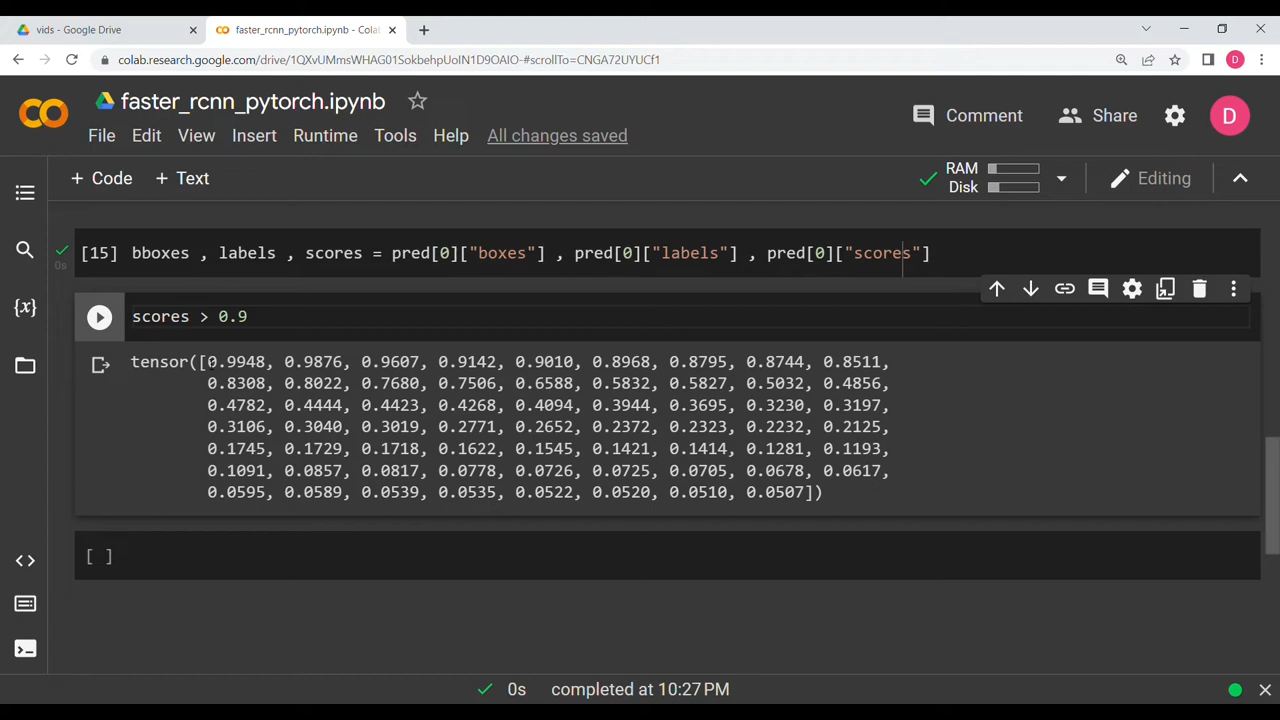 vids - Google Drive
faster_rcnn_pytorch.ipynb - Colab
colab.research.google.com/drive/1QXvUMmsWHAG01SokbehpUoIN1D9OATO-#scrollTo=CNGA72UYUCf1
D
faster_rcnn_pytorch.ipynb
Comment
Share
D
File Edit View Insert Runtime Tools Help All changes saved
+ Code + Text
RAM
Disk
Editing
[15] bboxes , labels , scores = pred[0]["boxes"] , pred[0]["labels"] , pred[0]["scores"]
0s
scores > 0.9
tensor([0.9948, 0.9876, 0.9607, 0.9142, 0.9010, 0.8968, 0.8795, 0.8744, 0.8511,
0.8308, 0.8022, 0.7680, 0.7506, 0.6588, 0.5832, 0.5827, 0.5032, 0.4856,
0.4782, 0.4444, 0.4423, 0.4268, 0.4094, 0.3944, 0.3695, 0.3230, 0.3197,
0.3106, 0.3040, 0.3019, 0.2771, 0.2652, 0.2372, 0.2323, 0.2232, 0.2125,
0.1745, 0.1729, 0.1718, 0.1622, 0.1545, 0.1421, 0.1414, 0.1281, 0.1193,
0.1091, 0.0857, 0.0817, 0.0778, 0.0726, 0.0725, 0.0705, 0.0678, 0.0617,
0.0595, 0.0589, 0.0539, 0.0535, 0.0522, 0.0520, 0.0510, 0.0507])
[ ]
0s completed at 10:27 PM